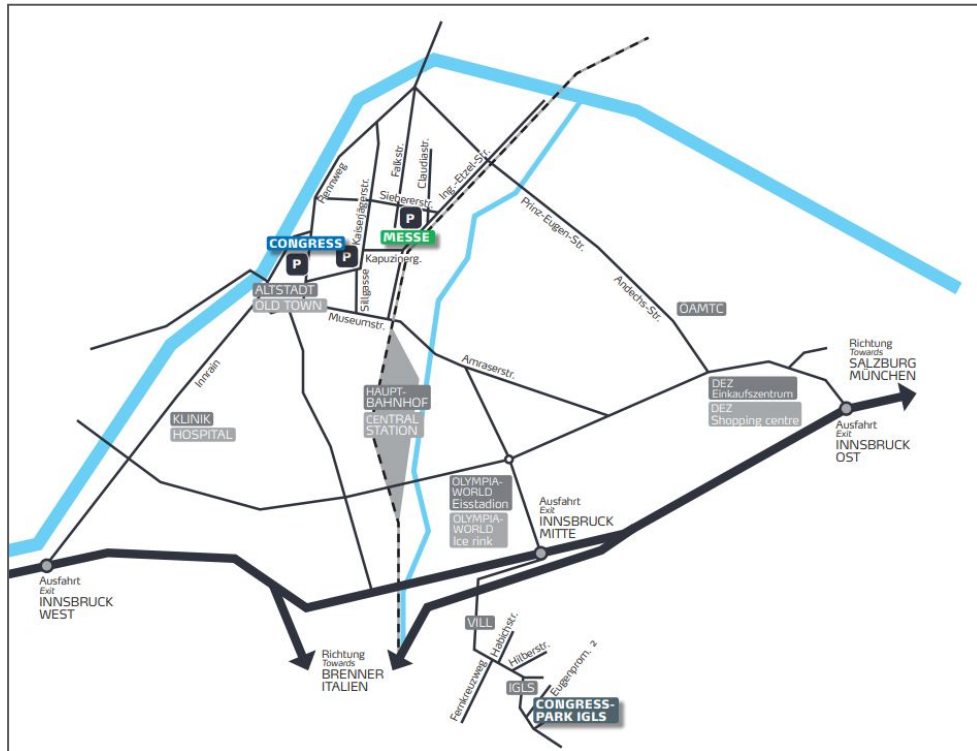 Rennweg
Kaiserjägerstr.
Falkstr.
Claudiastr.
Ing.-Etzel-Str.
Siebererstr.
P
MESSE
CONGRESS
P
P
Kapuzinerg.
Sillgasse
Prinz-Eugen-Str.
Andechs-Str.
OAMTC
ALTSTADT
OLD TOWN
Museumstr.
Amraserstr.
Innrain
Richtung
Towards
SALZBURG
MÜNCHEN
HAUPT-
BAHNHOF
CENTRAL
STATION
DEZ
Einkaufszentrum
DEZ
Shopping centre
KLINIK
HOSPITAL
Ausfahrt
Exit
INNSBRUCK
OST
OLYMPIA-
WORLD
Eisstadion
OLYMPIA-
WORLD
Ice rink
Ausfahrt
Exit
INNSBRUCK
MITTE
Ausfahrt
Exit
INNSBRUCK
WEST
Richtung
Towards
BRENNER
ITALIEN
VILL
Habichstr.
Hilberstr.
Fernkreuzweg
IGLS
Eugenprom. 2
CONGRESS-
PARK IGLS